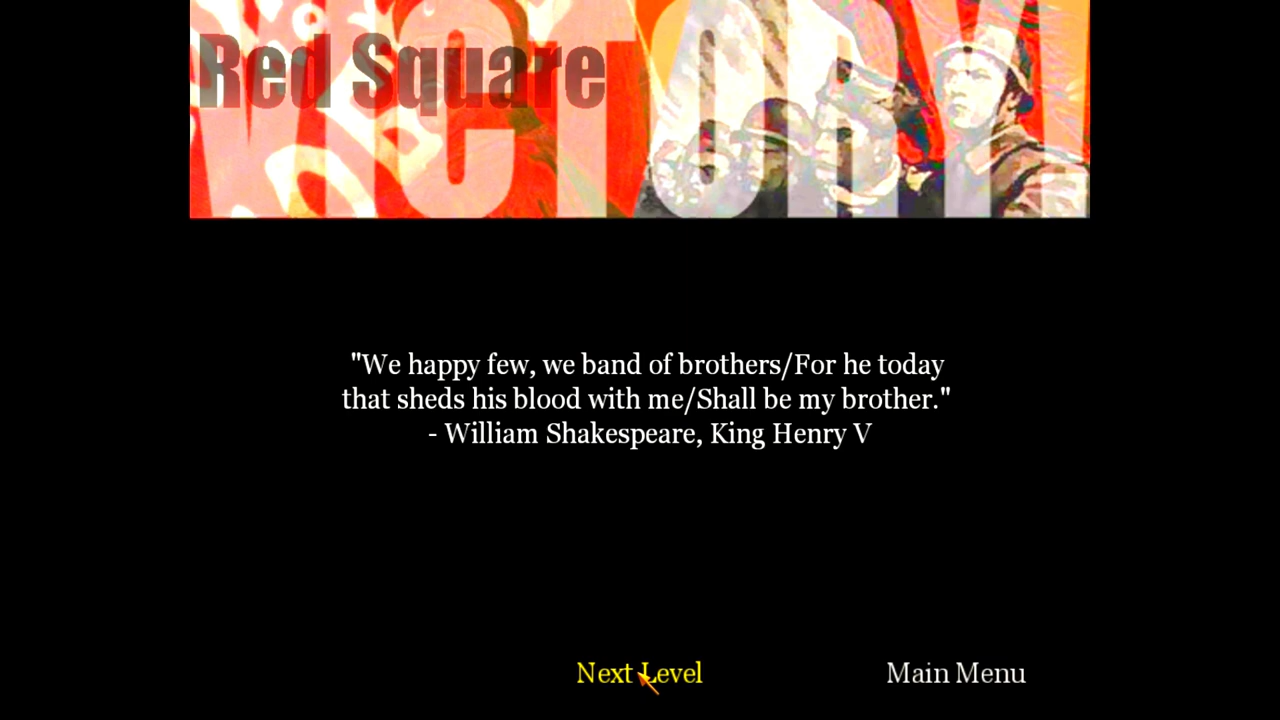 VICTORY!
Red Square
"We happy few, we band of brothers/For he today
that sheds his blood with me/Shall be my brother."
- William Shakespeare, King Henry V
Next Level
Main Menu